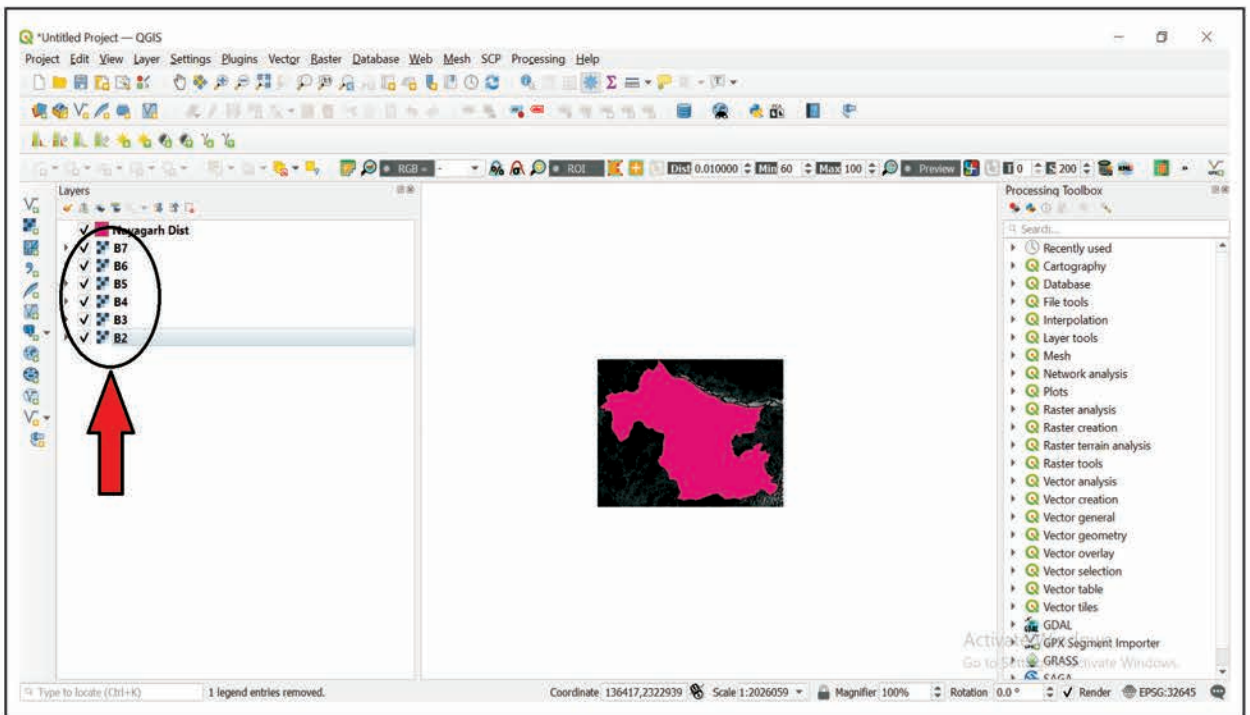 *Untitled Project — QGIS
Project Edit View Layer Settings Plugins Vector Raster Database Web Mesh SCP Processing Help
RGB = - ROI Dist 0.010000 Min 60 Max 100 Preview T 0 S 200
Layers
Nayagarh Dist
B7
B6
B5
B4
B3
B2
Processing Toolbox
Search...
Recently used
Cartography
Database
File tools
Interpolation
Layer tools
Mesh
Network analysis
Plots
Raster analysis
Raster creation
Raster terrain analysis
Raster tools
Vector analysis
Vector creation
Vector general
Vector geometry
Vector overlay
Vector selection
Vector table
Vector tiles
GDAL
GPX Segment Importer
GRASS
SAGA
Activate Windows
Go to Settings to activate Windows.
Type to locate (Ctrl+K) 1 legend entries removed. Coordinate 136417,2322939 Scale 1:2026059 Magnifier 100% Rotation 0.0 ° Render EPSG:32645